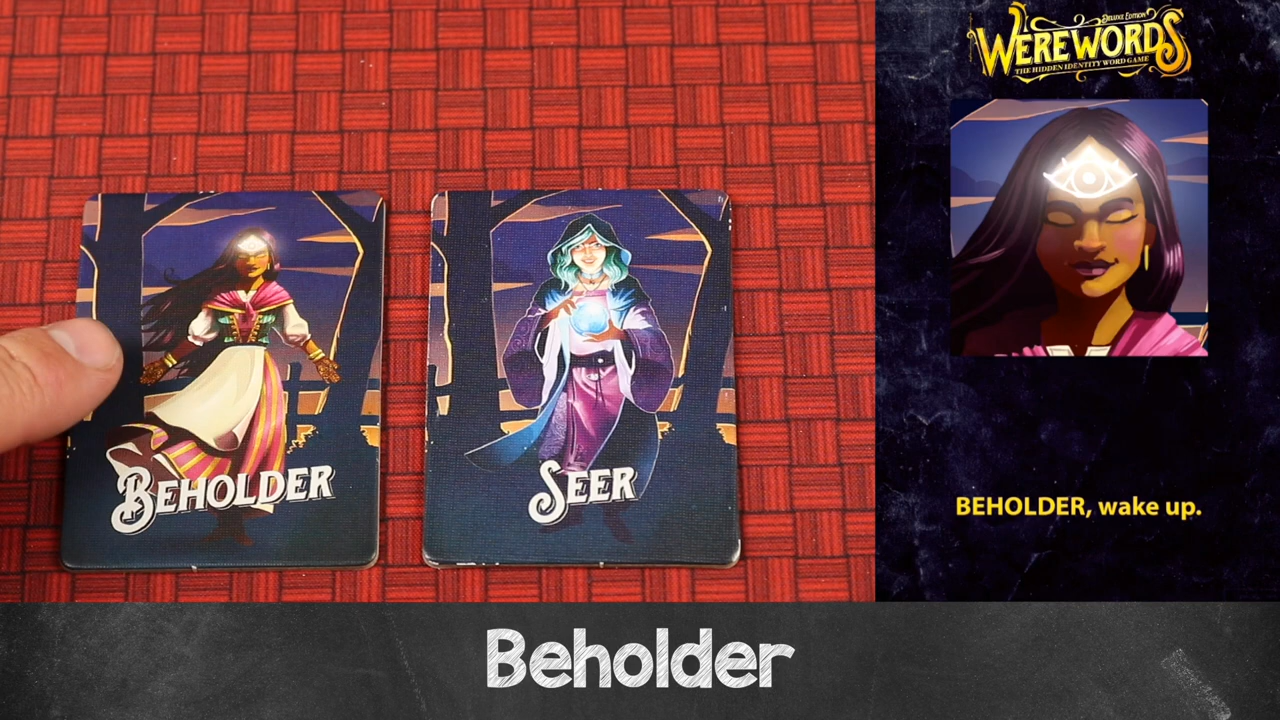 BEHOLDER
SEER
DELUXE EDITION
WEREWORDS
THE HIDDEN IDENTITY WORD GAME
BEHOLDER, wake up.
Beholder